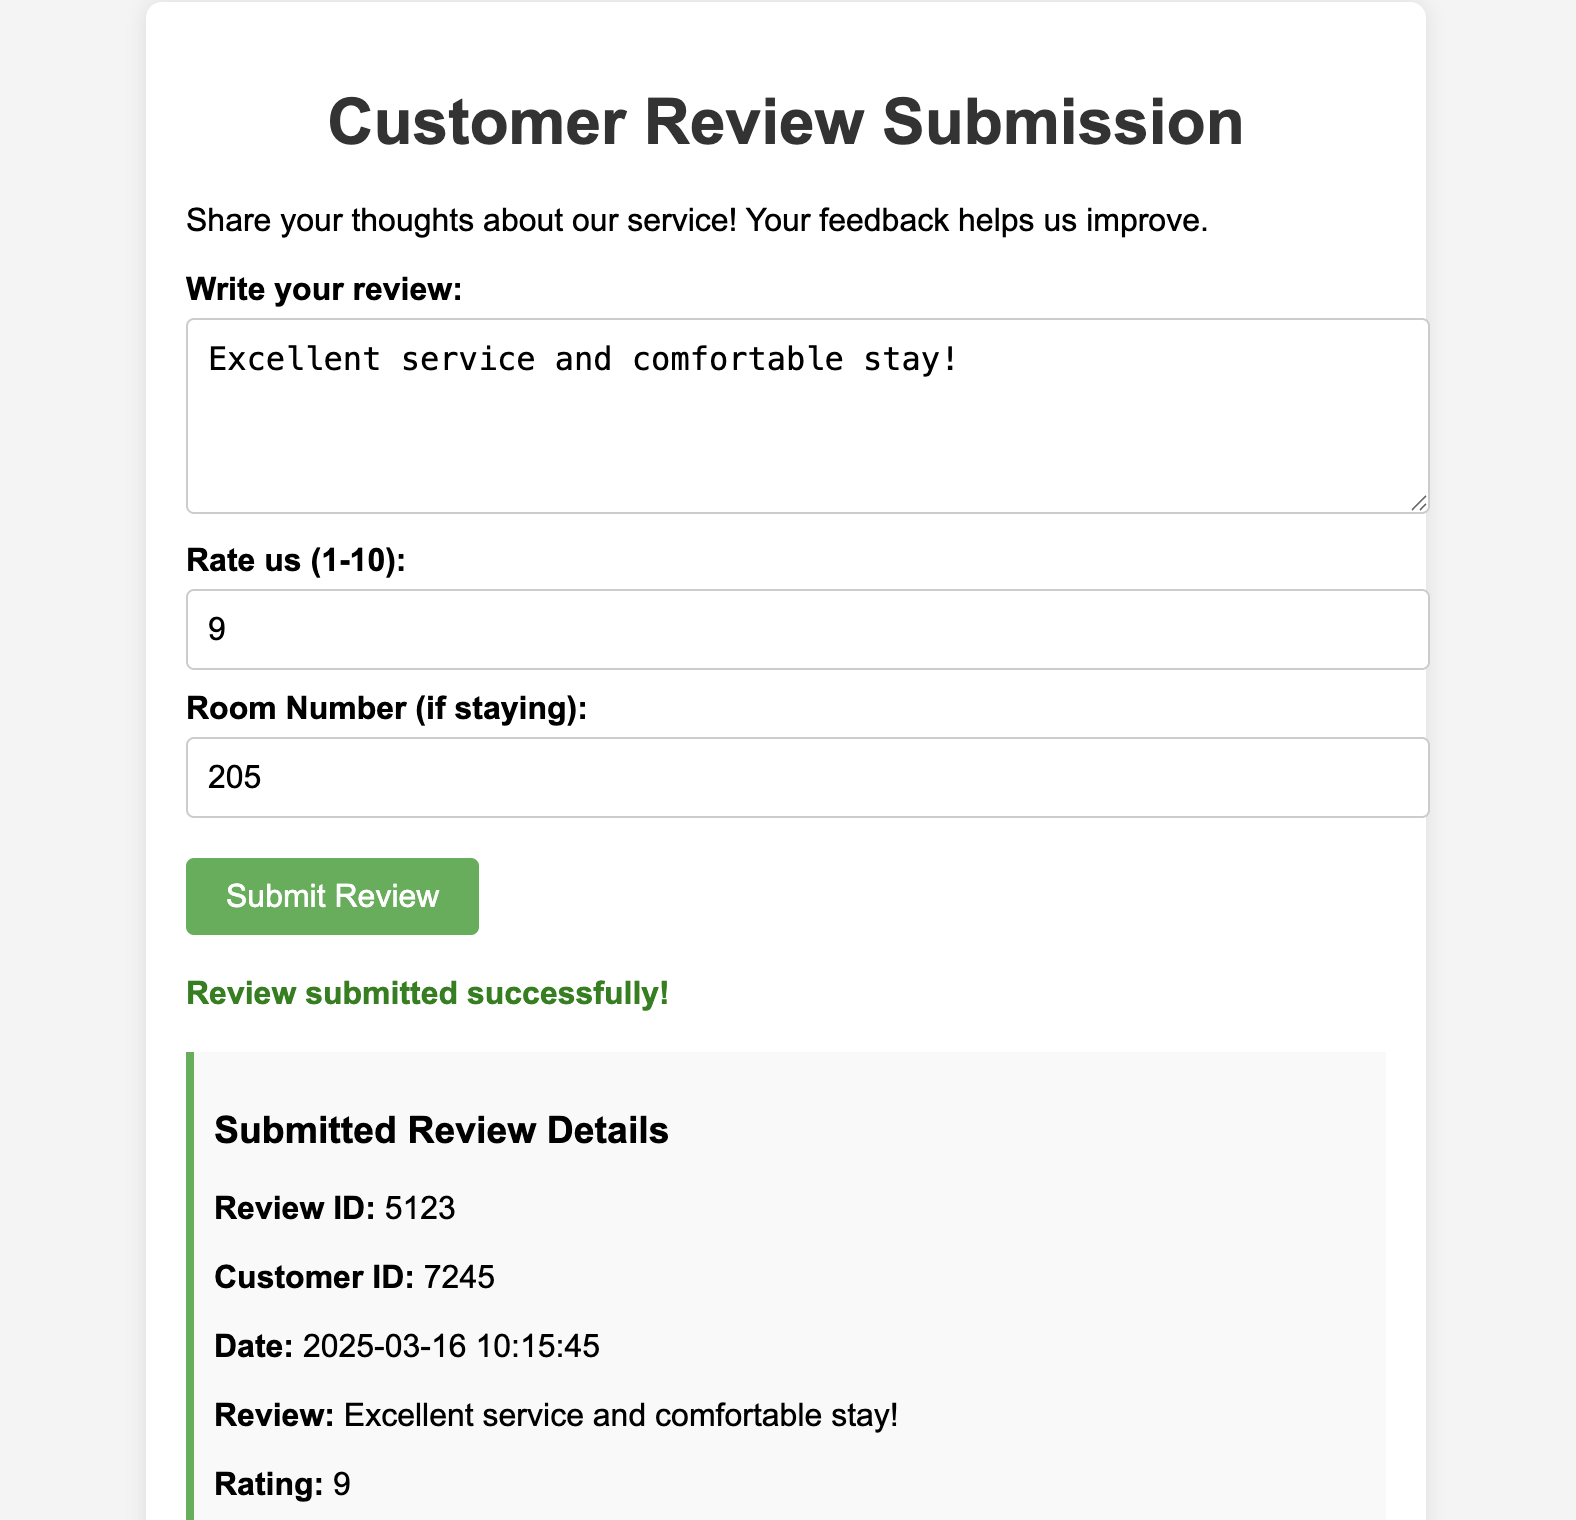 Customer Review Submission
Share your thoughts about our service! Your feedback helps us improve.
Write your review:
Excellent service and comfortable stay!
Rate us (1-10):
9
Room Number (if staying):
205
Submit Review
Review submitted successfully!
Submitted Review Details
Review ID: 5123
Customer ID: 7245
Date: 2025-03-16 10:15:45
Review: Excellent service and comfortable stay!
Rating: 9